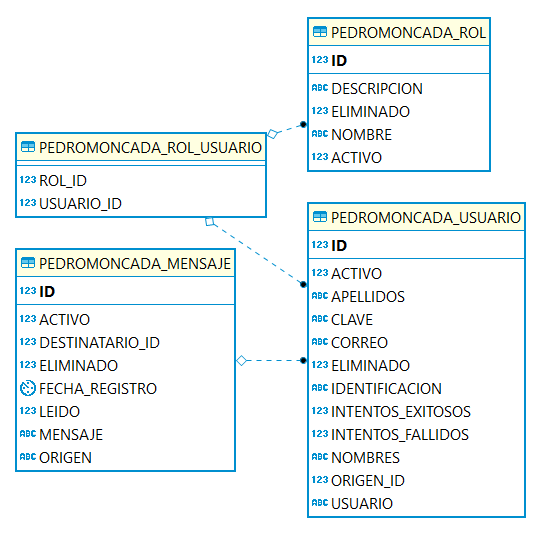 PEDROMONCADA_ROL
123 ID
ABC DESCRIPCION
123 ELIMINADO
ABC NOMBRE
123 ACTIVO
PEDROMONCADA_ROL_USUARIO
123 ROL_ID
123 USUARIO_ID
PEDROMONCADA_USUARIO
123 ID
123 ACTIVO
ABC APELLIDOS
ABC CLAVE
ABC CORREO
123 ELIMINADO
ABC IDENTIFICACION
123 INTENTOS_EXITOSOS
123 INTENTOS_FALLIDOS
ABC NOMBRES
123 ORIGEN_ID
ABC USUARIO
PEDROMONCADA_MENSAJE
123 ID
123 ACTIVO
123 DESTINATARIO_ID
123 ELIMINADO
FECHA_REGISTRO
123 LEIDO
ABC MENSAJE
ABC ORIGEN